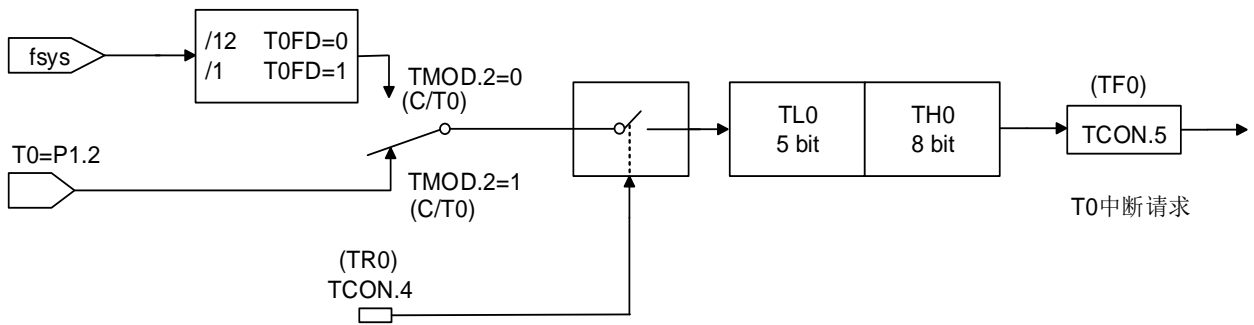 fsys
/12 T0FD=0
/1 T0FD=1
TMOD.2=0
(C/T0)
T0=P1.2
TMOD.2=1
(C/T0)
(TR0)
TCON.4
TL0
5 bit
TH0
8 bit
(TF0)
TCON.5
T0中断请求